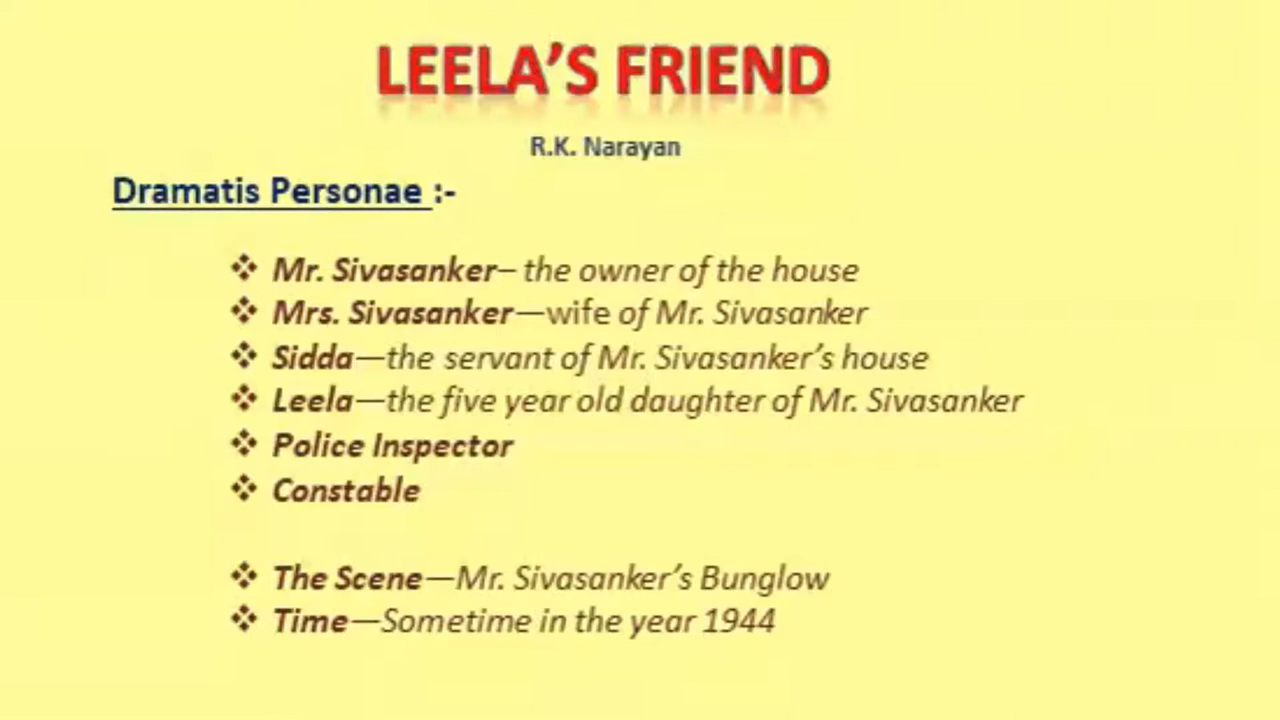 LEELA’S FRIEND
R.K. Narayan
Dramatis Personae :-
❖ Mr. Sivasanker– the owner of the house
❖ Mrs. Sivasanker—wife of Mr. Sivasanker
❖ Sidda—the servant of Mr. Sivasanker’s house
❖ Leela—the five year old daughter of Mr. Sivasanker
❖ Police Inspector
❖ Constable
❖ The Scene—Mr. Sivasanker’s Bunglow
❖ Time—Sometime in the year 1944